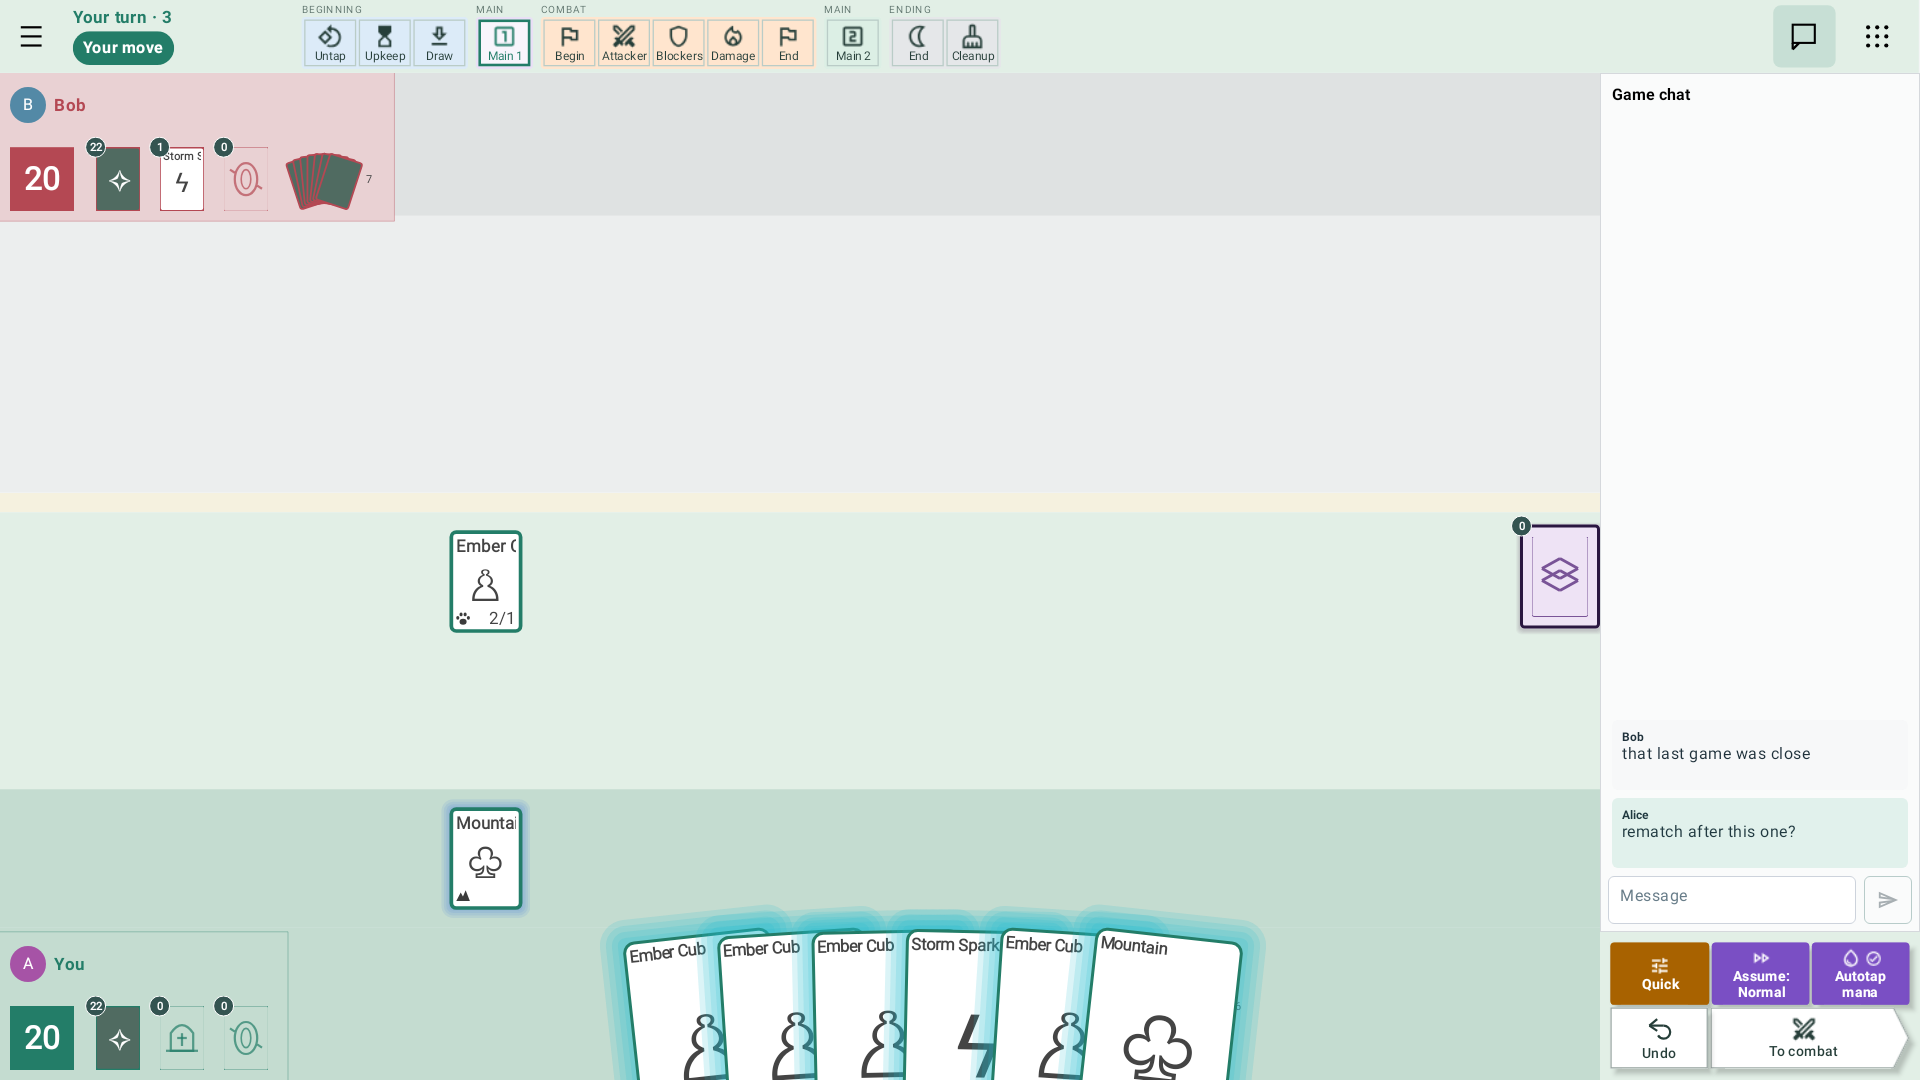 Your turn · 3
Your move
BEGINNING
Untap
Upkeep
Draw
MAIN
Main 1
COMBAT
Begin
Attacker
Blockers
Damage
End
MAIN
Main 2
ENDING
End
Cleanup
B
Bob
20
22
1
Storm S
0
7
Game chat
Ember C
2/1
0
Bob
that last game was close
Alice
rematch after this one?
Message
Mountai
A
You
20
22
0
0
Ember Cub
Ember Cub
Ember Cub
Storm Spark
Ember Cub
Mountain
6
Quick
Assume:
Normal
Autotap
mana
Undo
To combat